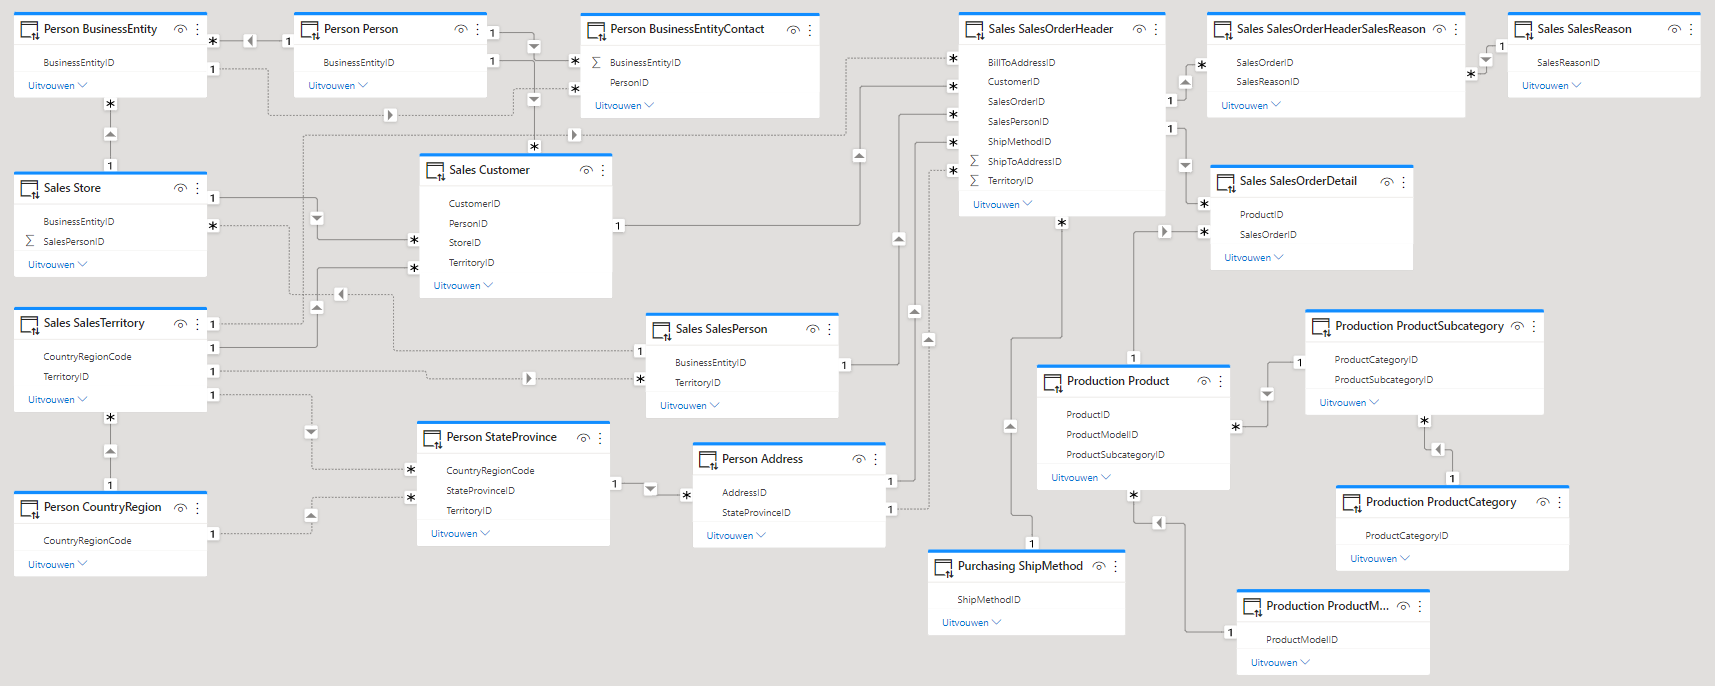 Person BusinessEntity
BusinessEntityID
Uitvouwen
Person Person
BusinessEntityID
Uitvouwen
Person BusinessEntityContact
BusinessEntityID
PersonID
Uitvouwen
Sales SalesOrderHeader
BillToAddressID
CustomerID
SalesOrderID
SalesPersonID
ShipMethodID
ShipToAddressID
TerritoryID
Uitvouwen
Sales SalesOrderHeaderSalesReason
SalesOrderID
SalesReasonID
Uitvouwen
Sales SalesReason
SalesReasonID
Uitvouwen
Sales Store
BusinessEntityID
SalesPersonID
Uitvouwen
Sales Customer
CustomerID
PersonID
StoreID
TerritoryID
Uitvouwen
Sales SalesOrderDetail
ProductID
SalesOrderID
Uitvouwen
Sales SalesTerritory
CountryRegionCode
TerritoryID
Uitvouwen
Sales SalesPerson
BusinessEntityID
TerritoryID
Uitvouwen
Production Product
ProductID
ProductModelID
ProductSubcategoryID
Uitvouwen
Production ProductSubcategory
ProductCategoryID
ProductSubcategoryID
Uitvouwen
Person CountryRegion
CountryRegionCode
Uitvouwen
Person StateProvince
CountryRegionCode
StateProvinceID
TerritoryID
Uitvouwen
Person Address
AddressID
StateProvinceID
Uitvouwen
Purchasing ShipMethod
ShipMethodID
Uitvouwen
Production ProductCategory
ProductCategoryID
Uitvouwen
Production ProductM...
ProductModelID
Uitvouwen